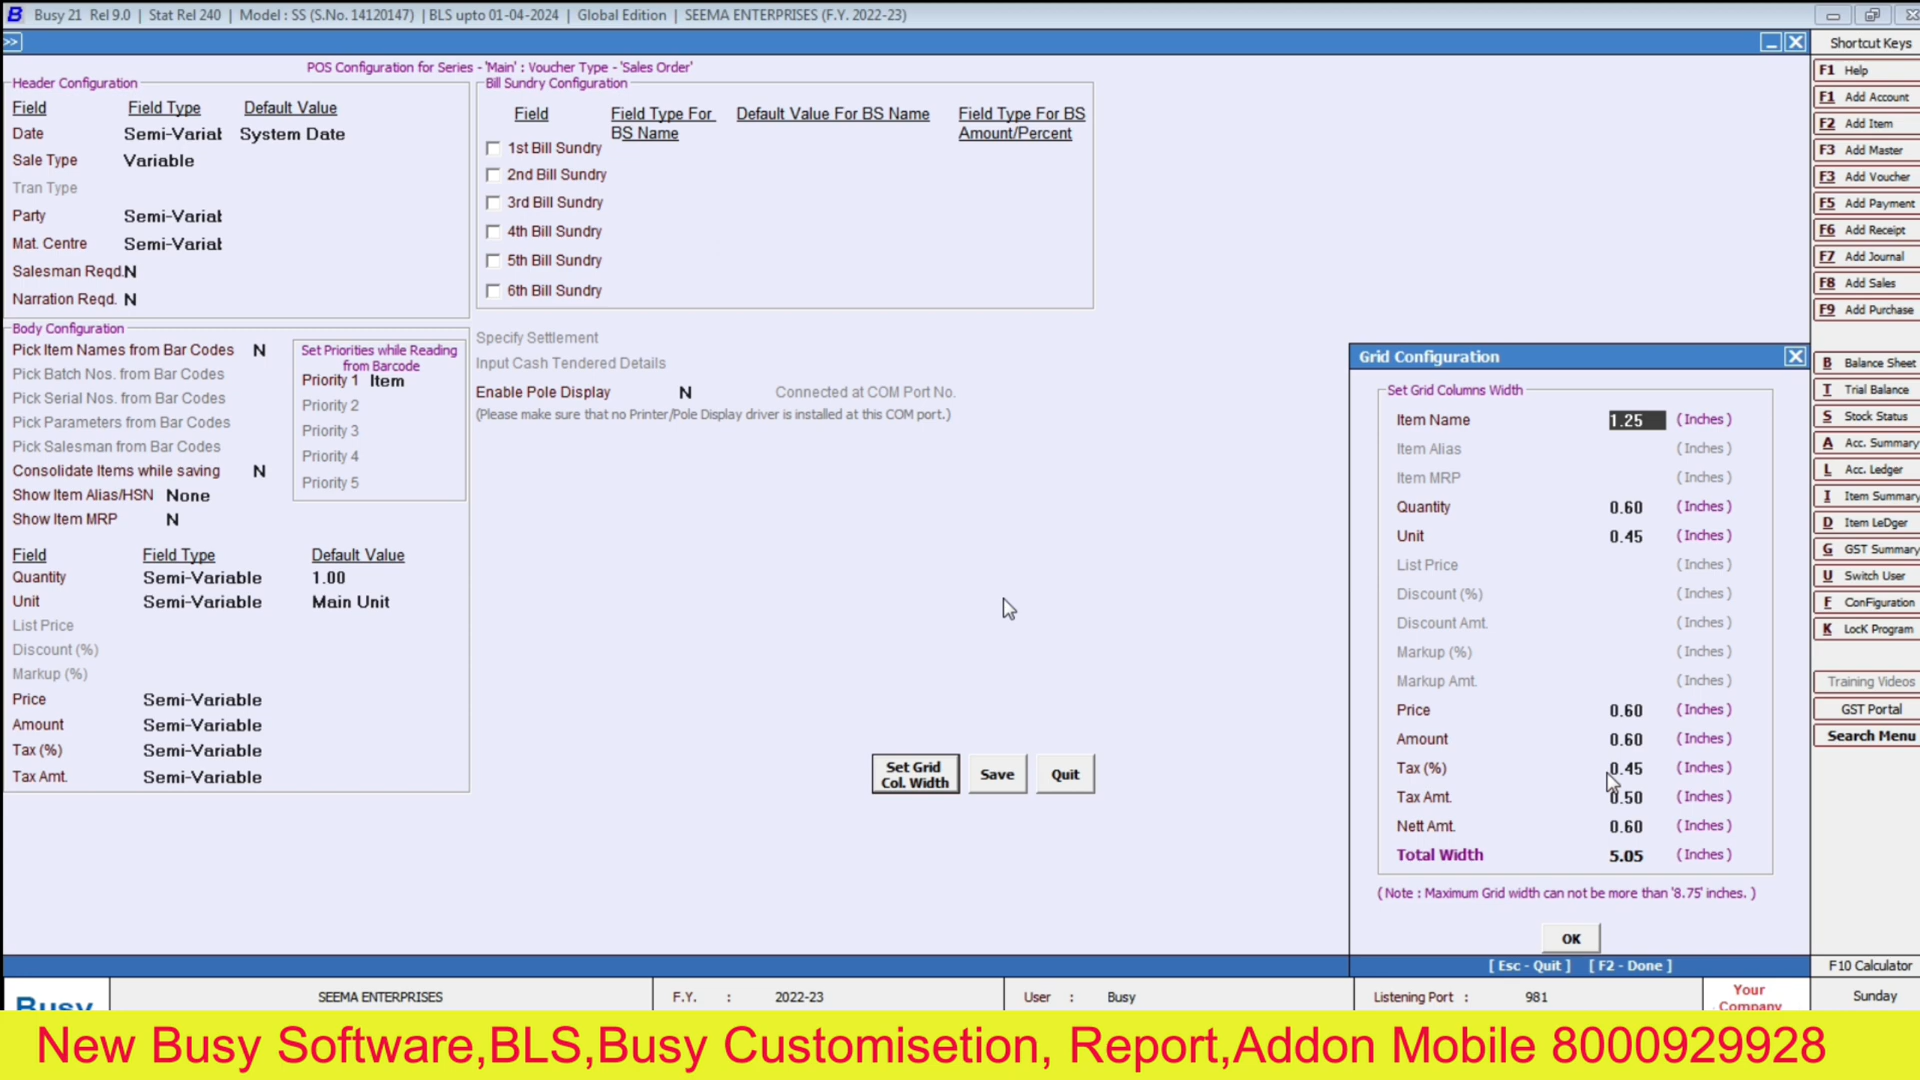 Busy 21 Rel 9.0 | Stat Rel 240 | Model : SS (S.No. 14120147) | BLS upto 01-04-2024 | Global Edition | SEEMA ENTERPRISES (F.Y. 2022-23)
>>
POS Configuration for Series - 'Main' : Voucher Type - 'Sales Order'
Header Configuration
Field Field Type Default Value
Date Semi-Variat System Date
Sale Type Variable
Tran Type
Party Semi-Variat
Mat. Centre Semi-Variat
Salesman Reqd. N
Narration Reqd. N
Bill Sundry Configuration
Field Field Type For BS Name Default Value For BS Name Field Type For BS Amount/Percent
1st Bill Sundry
2nd Bill Sundry
3rd Bill Sundry
4th Bill Sundry
5th Bill Sundry
6th Bill Sundry
Body Configuration
Pick Item Names from Bar Codes N
Pick Batch Nos. from Bar Codes
Pick Serial Nos. from Bar Codes
Pick Parameters from Bar Codes
Pick Salesman from Bar Codes
Consolidate Items while saving N
Show Item Alias/HSN None
Show Item MRP N
Set Priorities while Reading
from Barcode
Priority 1 Item
Priority 2
Priority 3
Priority 4
Priority 5
Field Field Type Default Value
Quantity Semi-Variable 1.00
Unit Semi-Variable Main Unit
List Price
Discount (%)
Markup (%)
Price Semi-Variable
Amount Semi-Variable
Tax (%) Semi-Variable
Tax Amt. Semi-Variable
Specify Settlement
Input Cash Tendered Details
Enable Pole Display N Connected at COM Port No.
(Please make sure that no Printer/Pole Display driver is installed at this COM port.)
Set Grid
Col. Width
Save
Quit
Grid Configuration
Set Grid Columns Width
Item Name 1.25 (Inches)
Item Alias (Inches)
Item MRP (Inches)
Quantity 0.60 (Inches)
Unit 0.45 (Inches)
List Price (Inches)
Discount (%) (Inches)
Discount Amt. (Inches)
Markup (%) (Inches)
Markup Amt. (Inches)
Price 0.60 (Inches)
Amount 0.60 (Inches)
Tax (%) 0.45 (Inches)
Tax Amt. 0.50 (Inches)
Nett Amt. 0.60 (Inches)
Total Width 5.05 (Inches)
( Note : Maximum Grid width can not be more than '8.75' inches. )
OK
[ Esc - Quit ] [ F2 - Done ]
Shortcut Keys
F1 Help
F1 Add Account
F2 Add Item
F3 Add Master
F3 Add Voucher
F5 Add Payment
F6 Add Receipt
F7 Add Journal
F8 Add Sales
F9 Add Purchase
B Balance Sheet
T Trial Balance
S Stock Status
A Acc. Summary
L Acc. Ledger
I Item Summary
D Item LeDger
G GST Summary
U Switch User
F ConFiguration
K LocK Program
Training Videos
GST Portal
Search Menu
F10 Calculator
Sunday
Busy
SEEMA ENTERPRISES
F.Y. : 2022-23
User : Busy
Listening Port : 981
Your
Company
New Busy Software,BLS,Busy Customisetion, Report,Addon Mobile 8000929928